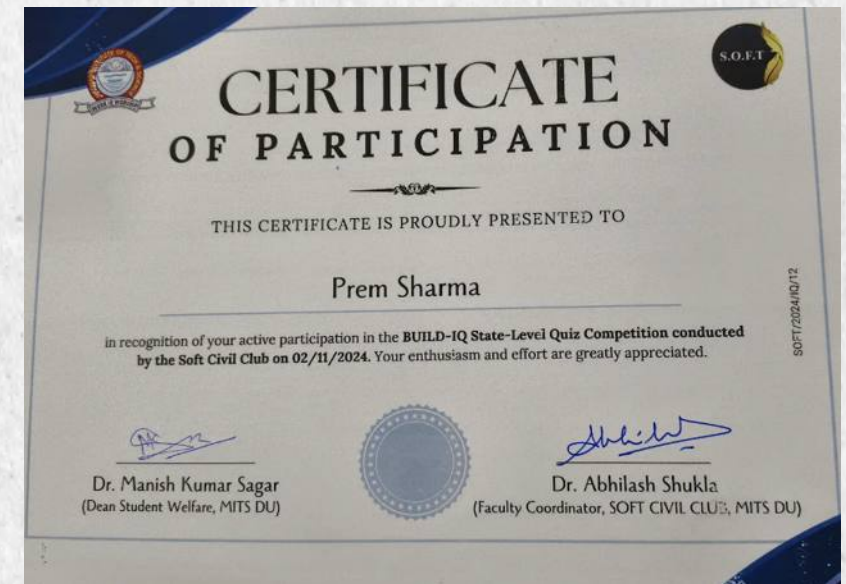 S.O.F.T
CERTIFICATE
OF PARTICIPATION
THIS CERTIFICATE IS PROUDLY PRESENTED TO
Prem Sharma
in recognition of your active participation in the BUILD-IQ State-Level Quiz Competition conducted
by the Soft Civil Club on 02/11/2024. Your enthusiasm and effort are greatly appreciated.
SOFT/2024/IQ/12
Dr. Manish Kumar Sagar
(Dean Student Welfare, MITS DU)
Dr. Abhilash Shukla
(Faculty Coordinator, SOFT CIVIL CLUB, MITS DU)